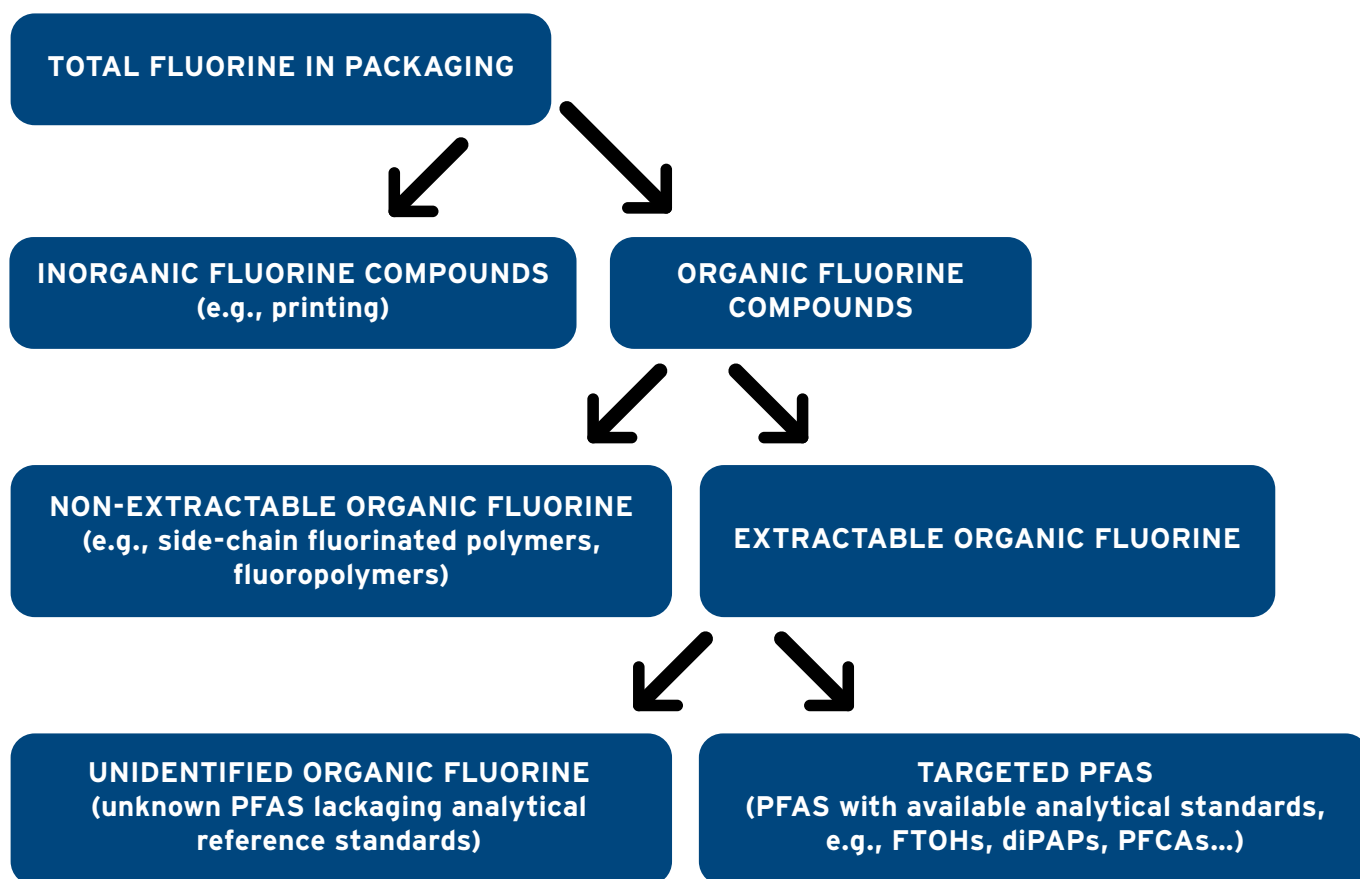 TOTAL FLUORINE IN PACKAGING
INORGANIC FLUORINE COMPOUNDS
(e.g., printing)
ORGANIC FLUORINE
COMPOUNDS
NON-EXTRACTABLE ORGANIC FLUORINE
(e.g., side-chain fluorinated polymers,
fluoropolymers)
EXTRACTABLE ORGANIC FLUORINE
UNIDENTIFIED ORGANIC FLUORINE
(unknown PFAS lackaging analytical
reference standards)
TARGETED PFAS
(PFAS with available analytical standards,
e.g., FTOHs, diPAPs, PFCAs...)